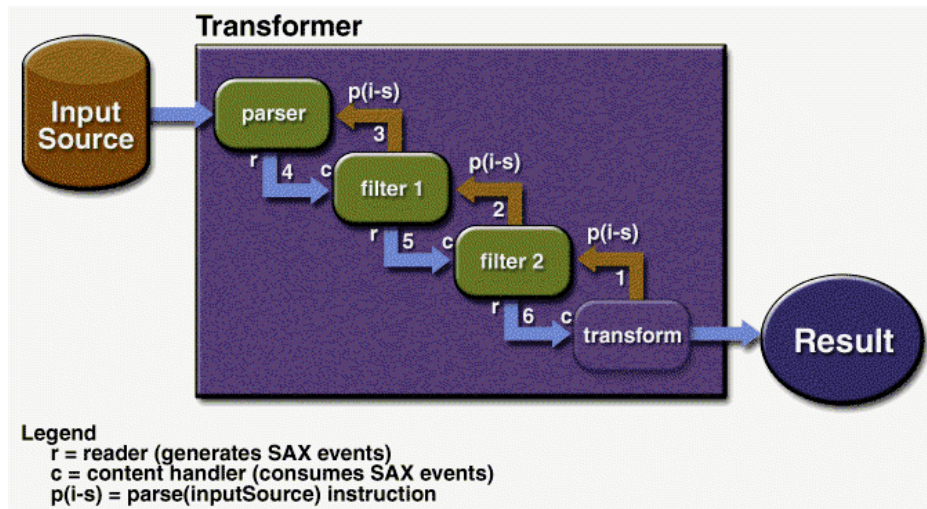 Transformer
Input
Source
parser
p(i-s)
3
r
4
c
filter 1
p(i-s)
2
r
5
c
filter 2
p(i-s)
1
r
6
c
transform
Result
Legend
r = reader (generates SAX events)
c = content handler (consumes SAX events)
p(i-s) = parse(inputSource) instruction